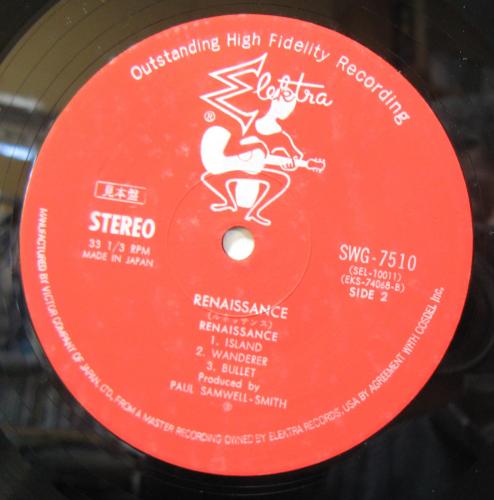 Outstanding High Fidelity Recording
Elektra
®
見本盤
STEREO
33 1/3 RPM
MADE IN JAPAN
SWG-7510
(SEL-10011)
(EKS-74068-B)
SIDE 2
RENAISSANCE
(ルネッサンス)
RENAISSANCE
1. ISLAND
2. WANDERER
3. BULLET
Produced by
PAUL SAMWELL-SMITH
℗
MANUFACTURED BY VICTOR COMPANY OF JAPAN, LTD., FROM A MASTER RECORDING OWNED BY ELEKTRA RECORDS, USA BY AGREEMENT WITH COSDEL Inc.